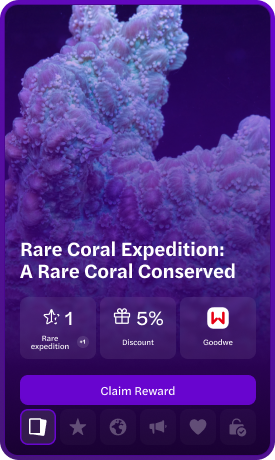 Rare Coral Expedition:
A Rare Coral Conserved
1
5%
Rare
expedition
+1
Discount
Goodwe
Claim Reward